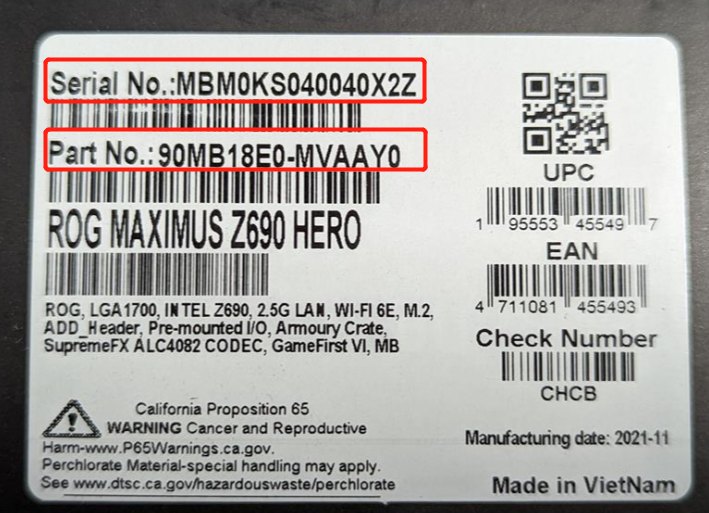 Serial No.:MBM0KS040040X2Z
Part No.:90MB18E0-MVAAY0
ROG MAXIMUS Z690 HERO
ROG, LGA1700, INTEL Z690, 2.5G LAN, WI-FI 6E, M.2,
ADD_Header, Pre-mounted I/O, Armoury Crate,
SupremeFX ALC4082 CODEC, GameFirst VI, MB
California Proposition 65
WARNING Cancer and Reproductive
Harm-www.P65Warnings.ca.gov.
Perchlorate Material-special handling may apply.
See www.dtsc.ca.gov/hazardouswaste/perchlorate
UPC
1 95553 45549 7
EAN
4 711081 455493
Check Number
CHCB
Manufacturing date: 2021-11
Made in VietNam